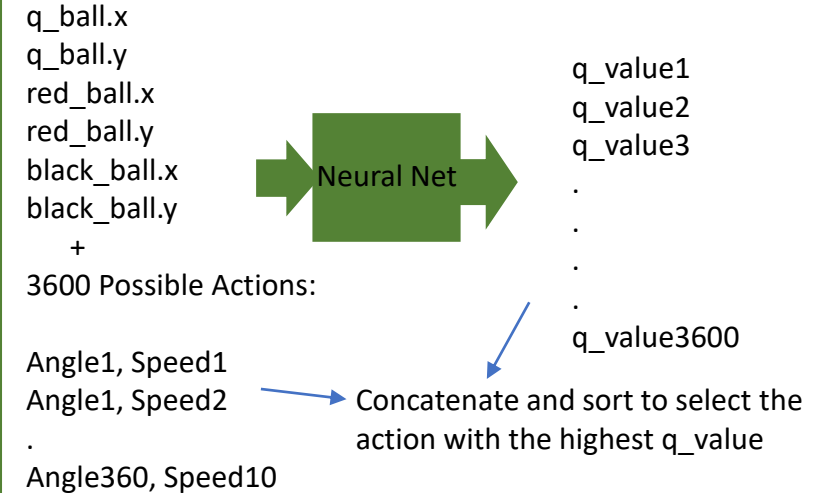 q_ball.x
q_ball.y
red_ball.x
red_ball.y
black_ball.x
black_ball.y
+
3600 Possible Actions:
Angle1, Speed1
Angle1, Speed2
.
Angle360, Speed10
Neural Net
q_value1
q_value2
q_value3
.
.
.
.
q_value3600
Concatenate and sort to select the
action with the highest q_value